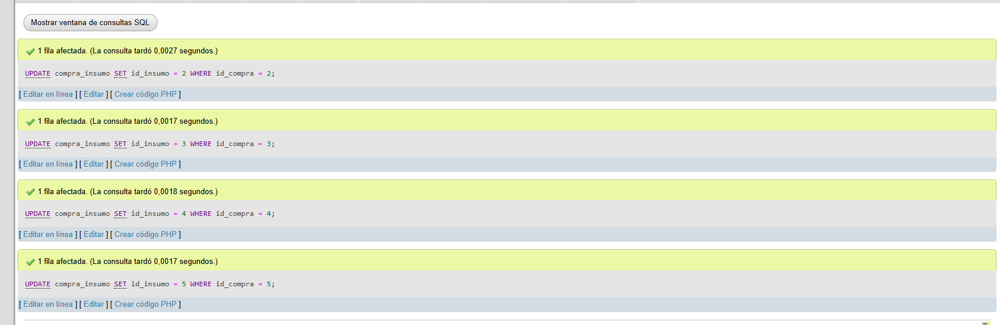 Mostrar ventana de consultas SQL
1 fila afectada. (La consulta tardó 0,0027 segundos.)
UPDATE compra_insumo SET id_insumo = 2 WHERE id_compra = 2;
[ Editar en línea ] [ Editar ] [ Crear código PHP ]
1 fila afectada. (La consulta tardó 0,0017 segundos.)
UPDATE compra_insumo SET id_insumo = 3 WHERE id_compra = 3;
[ Editar en línea ] [ Editar ] [ Crear código PHP ]
1 fila afectada. (La consulta tardó 0,0018 segundos.)
UPDATE compra_insumo SET id_insumo = 4 WHERE id_compra = 4;
[ Editar en línea ] [ Editar ] [ Crear código PHP ]
1 fila afectada. (La consulta tardó 0,0017 segundos.)
UPDATE compra_insumo SET id_insumo = 5 WHERE id_compra = 5;
[ Editar en línea ] [ Editar ] [ Crear código PHP ]